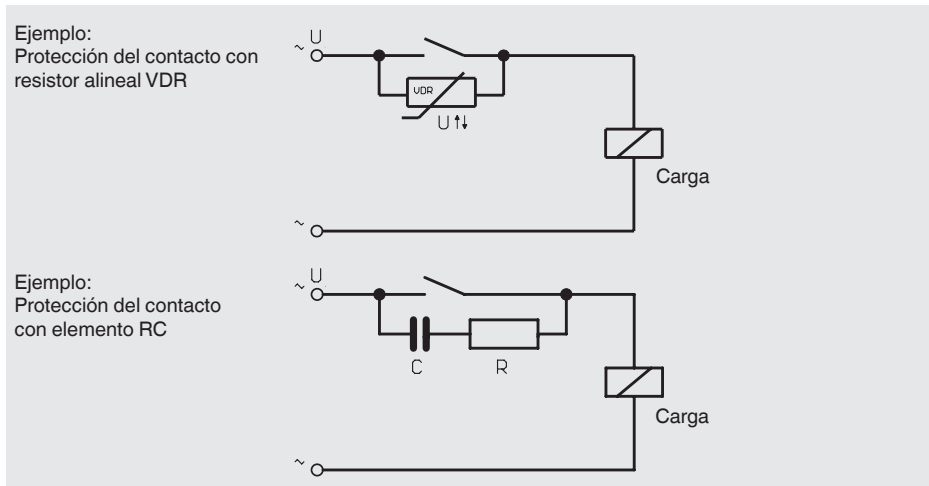 Ejemplo:
Protección del contacto con
resistor alineal VDR
~ U
VDR
U ↑↓
Carga
~
Ejemplo:
Protección del contacto
con elemento RC
~ U
C R
Carga
~